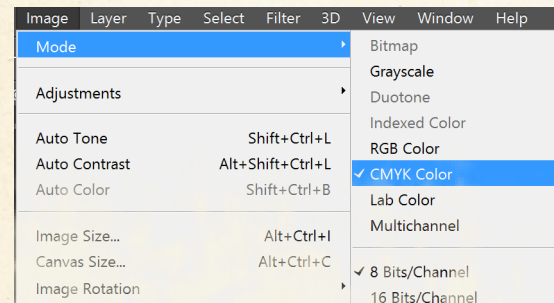 Image Layer Type Select Filter 3D View Window Help
Mode
Adjustments
Auto Tone Shift+Ctrl+L
Auto Contrast Alt+Shift+Ctrl+L
Auto Color Shift+Ctrl+B
Image Size... Alt+Ctrl+I
Canvas Size... Alt+Ctrl+C
Image Rotation
Bitmap
Grayscale
Duotone
Indexed Color
RGB Color
✓ CMYK Color
Lab Color
Multichannel
✓ 8 Bits/Channel
16 Bits/Channel